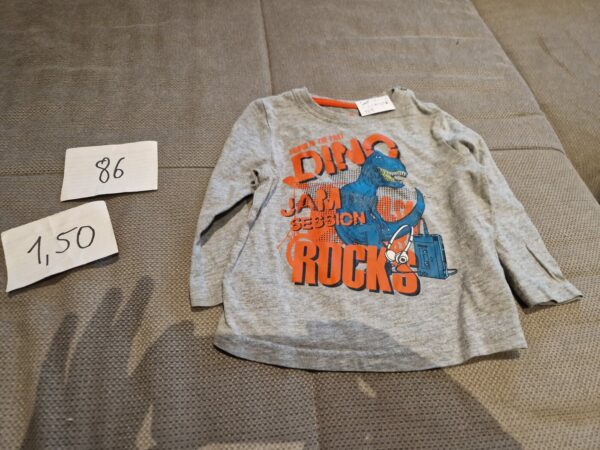 86
1,50
DINO
JAM
SESSION
ROCKS